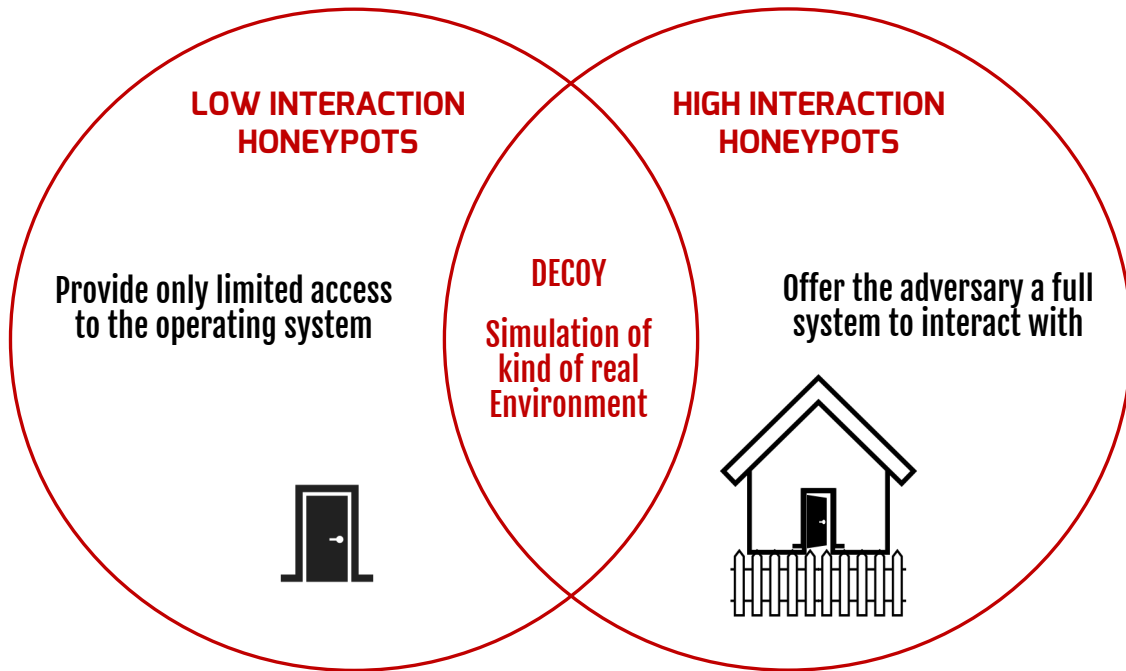 LOW INTERACTION
HONEYPOTS
Provide only limited access
to the operating system
DECOY
Simulation of
kind of real
Environment
HIGH INTERACTION
HONEYPOTS
Offer the adversary a full
system to interact with